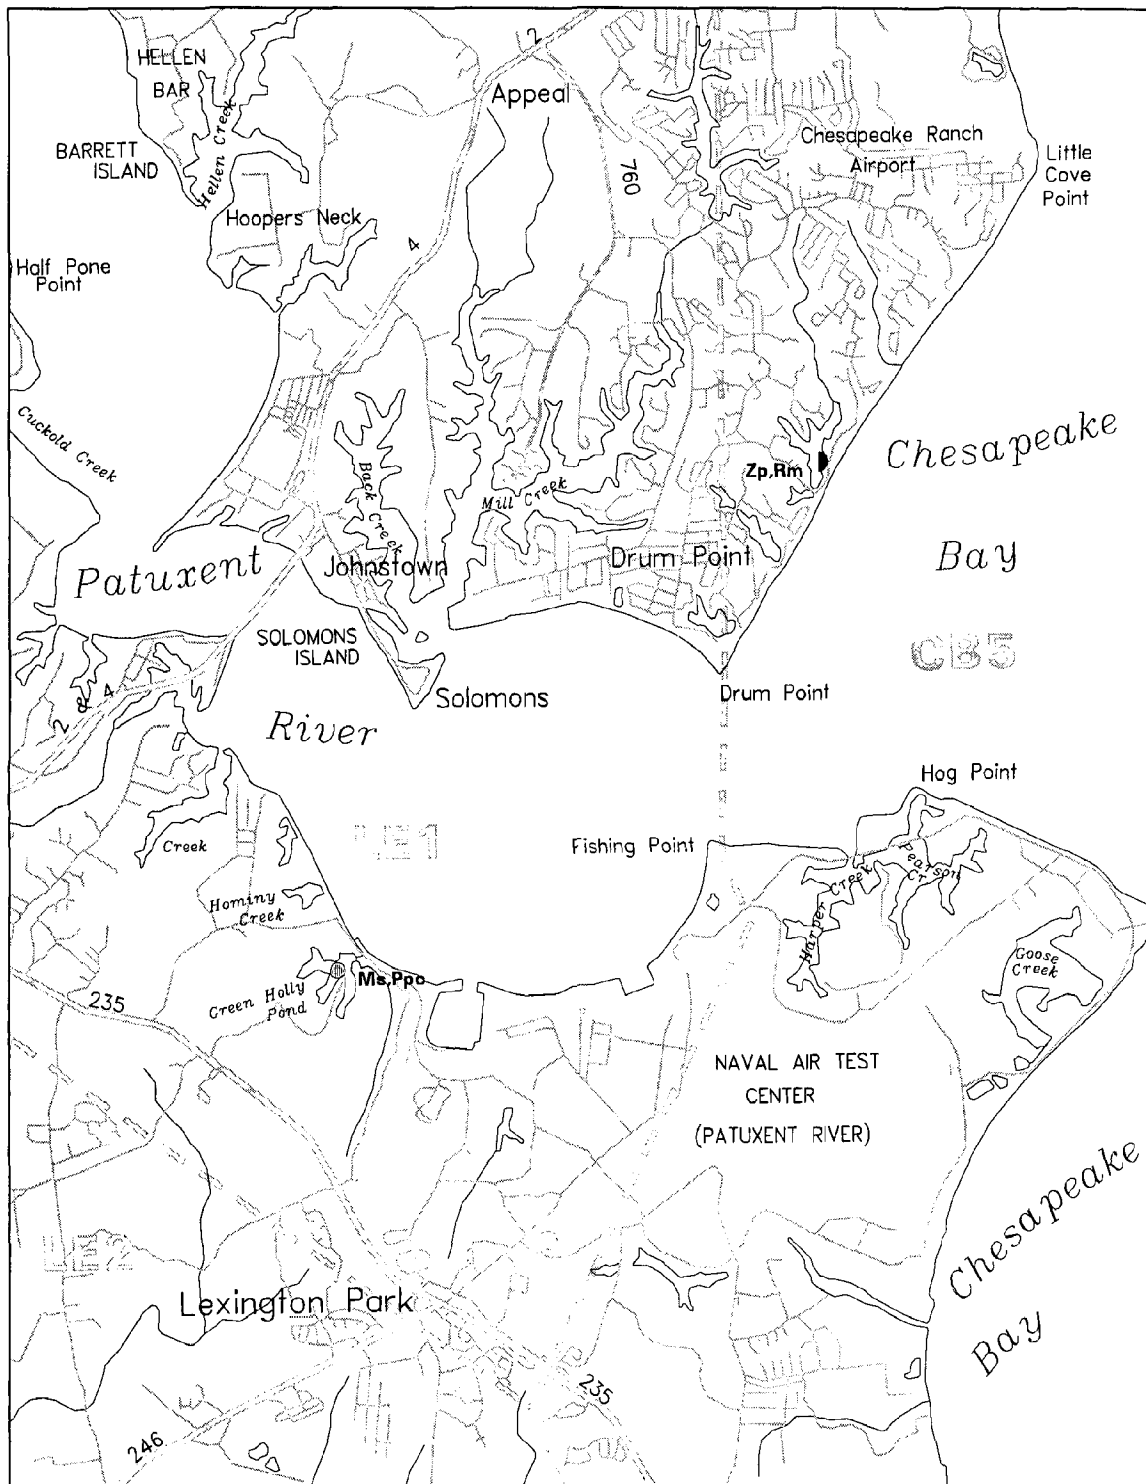 2
HELLEN
BAR
Appeal
Hellen Creek
Chesapeake Ranch
Airport
BARRETT
ISLAND
Little
Cove
Point
760
Hoopers Neck
4
Half Pone
Point
Cuckold Creek
Chesapeake
Bay
Back Creek
Zp,Rm
Mill Creek
Patuxent
River
Johnstown
Drum Point
SOLOMONS
ISLAND
CB5
2 & 4
Solomons
Drum Point
Hog Point
LE1
Fishing Point
Creek
Harper Creek
Pearson
Cr
Hominy
Creek
Goose
Creek
Ms,Ppc
Green Holly
Pond
235
NAVAL AIR TEST
CENTER
(PATUXENT RIVER)
Chesapeake
Bay
LE2
Lexington Park
235
246